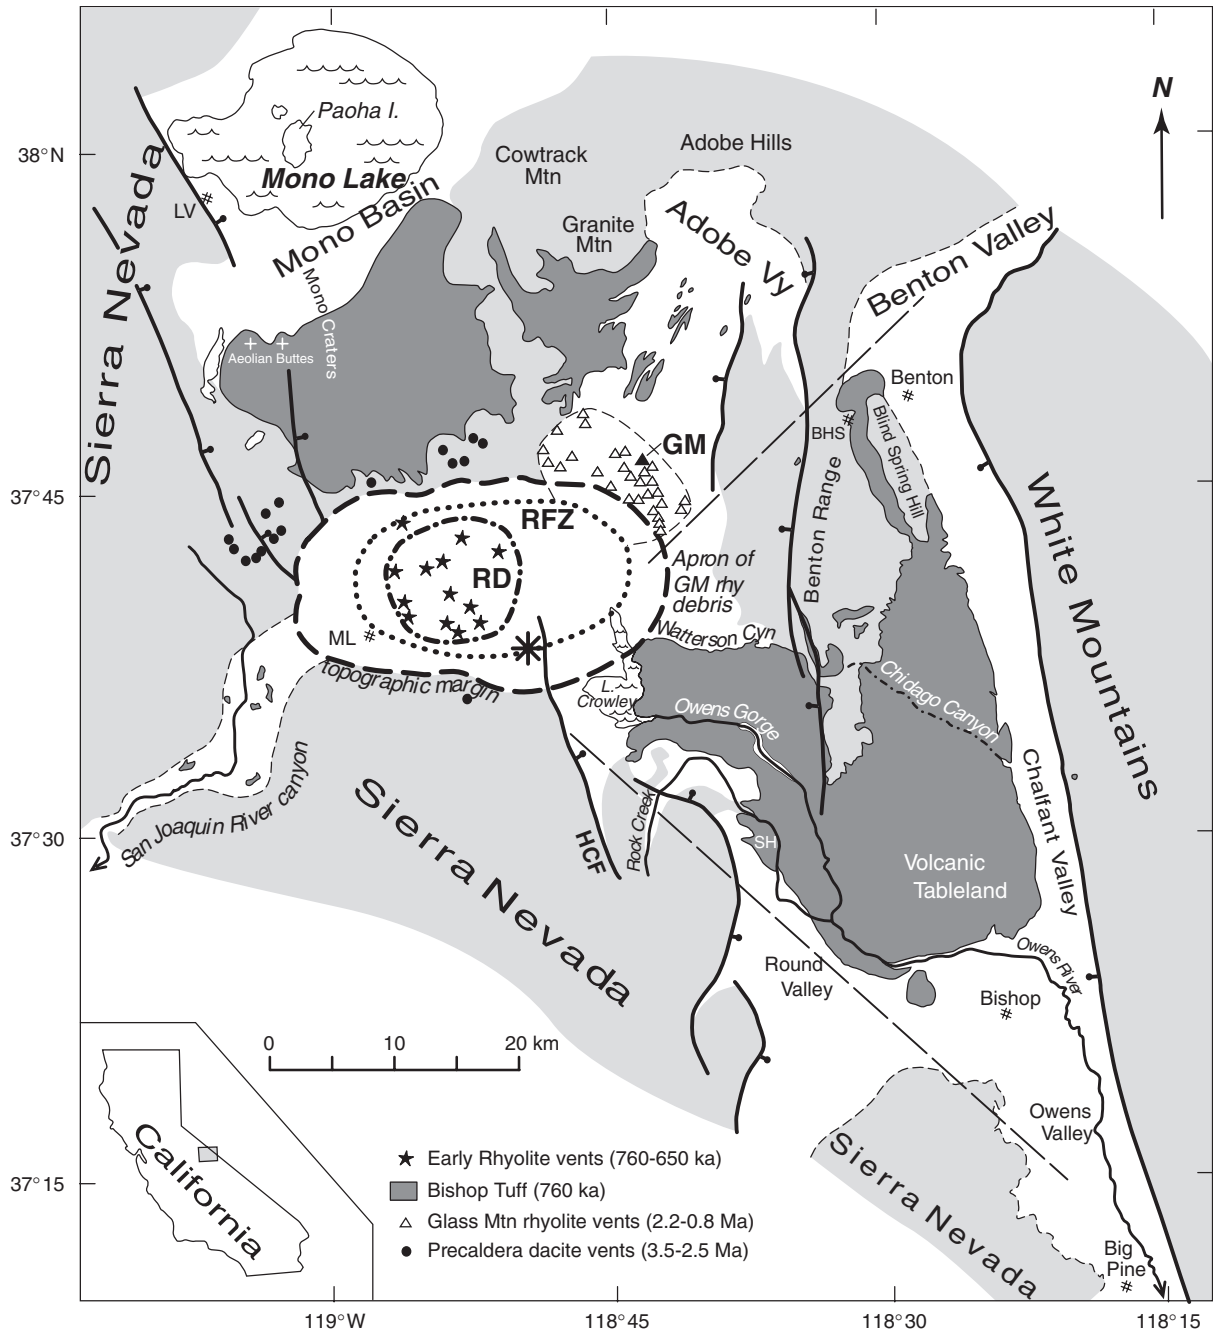 N
Paoha I.
Mono Lake
38°N
Sierra Nevada
LV
Mono Basin
Cowtrack
Mtn
Adobe Hills
Granite
Mtn
Adobe Vy
Benton Valley
Mono Craters
Aeolian Buttes
Benton
BHS
Blind Spring Hill
GM
37°45
RFZ
RD
Apron of
GM rhy
debris
Benton Range
White Mountains
ML
Watterson Cyn
topographic margin
L.
Crowley
Owens Gorge
Chidago Canyon
San Joaquin River canyon
Sierra Nevada
HCF
Rock Creek
SH
Volcanic
Tableland
Chalfant Valley
37°30
Round
Valley
Owens River
Bishop
0 10 20 km
Owens
Valley
California
Sierra Nevada
37°15
Early Rhyolite vents (760-650 ka)
Bishop Tuff (760 ka)
Glass Mtn rhyolite vents (2.2-0.8 Ma)
Precaldera dacite vents (3.5-2.5 Ma)
Big
Pine
119°W 118°45 118°30 118°15